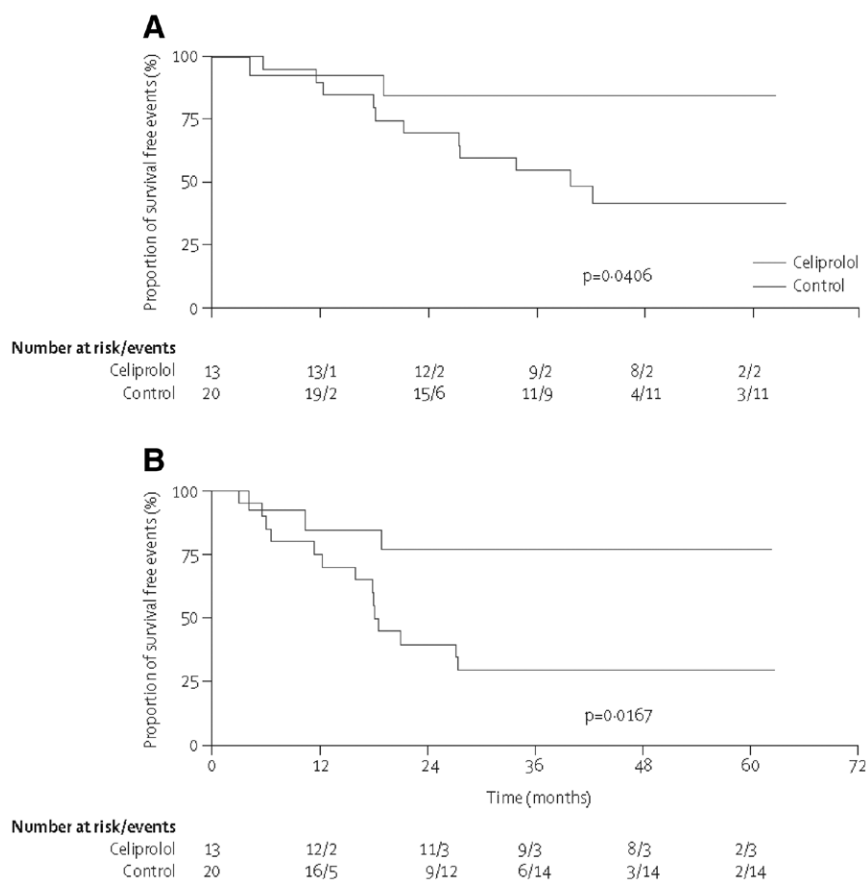 A
Proportion of survival free events (%)
100
75
50
25
0
p=0·0406
Celiprolol
Control
Number at risk/events
Celiprolol 13 13/1 12/2 9/2 8/2 2/2
Control 20 19/2 15/6 11/9 4/11 3/11
B
Proportion of survival free events (%)
100
75
50
25
0
p=0·0167
0 12 24 36 48 60 72
Time (months)
Number at risk/events
Celiprolol 13 12/2 11/3 9/3 8/3 2/3
Control 20 16/5 9/12 6/14 3/14 2/14